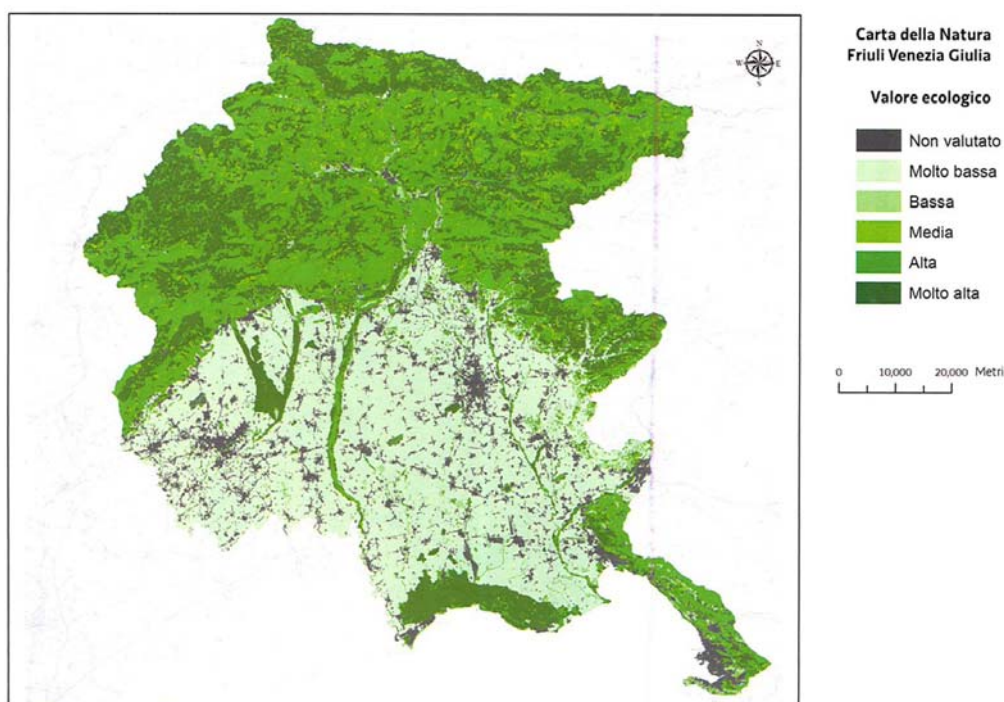 Carta della Natura
Friuli Venezia Giulia
Valore ecologico
Non valutato
Molto bassa
Bassa
Media
Alta
Molto alta
N
W E
S
0 10,000 20,000 Metri